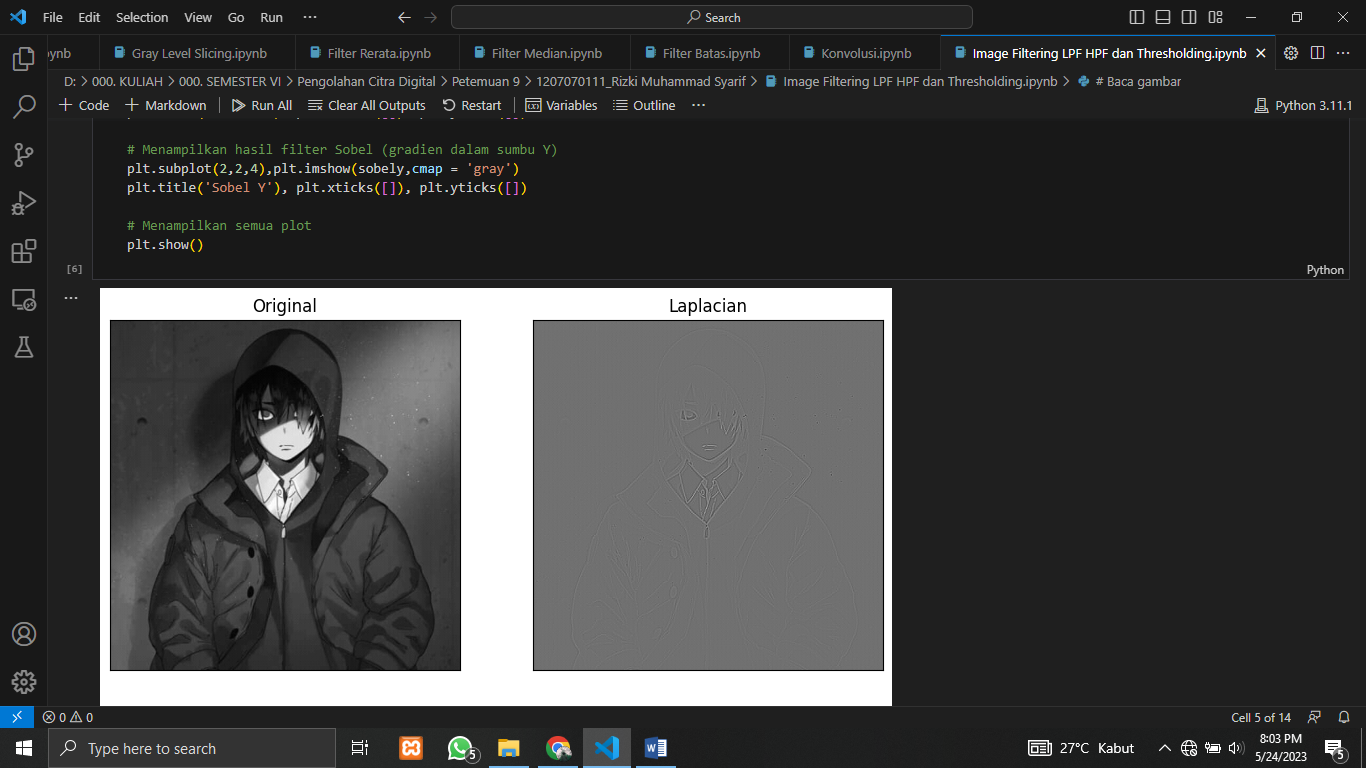 File Edit Selection View Go Run ··· Search
ynb Gray Level Slicing.ipynb Filter Rerata.ipynb Filter Median.ipynb Filter Batas.ipynb Konvolusi.ipynb Image Filtering LPF HPF dan Thresholding.ipynb
D: > 000. KULIAH > 000. SEMESTER VI > Pengolahan Citra Digital > Petemuan 9 > 1207070111_Rizki Muhammad Syarif > Image Filtering LPF HPF dan Thresholding.ipynb > # Baca gambar
+ Code + Markdown Run All Clear All Outputs Restart Variables Outline ··· Python 3.11.1
# Menampilkan hasil filter Sobel (gradien dalam sumbu Y)
plt.subplot(2,2,4),plt.imshow(sobely,cmap = 'gray')
plt.title('Sobel Y'), plt.xticks([]), plt.yticks([])
# Menampilkan semua plot
plt.show()
[6] Python
Original Laplacian
0 0 Cell 5 of 14
Type here to search 5 27°C Kabut 8:03 PM
5/24/2023 5